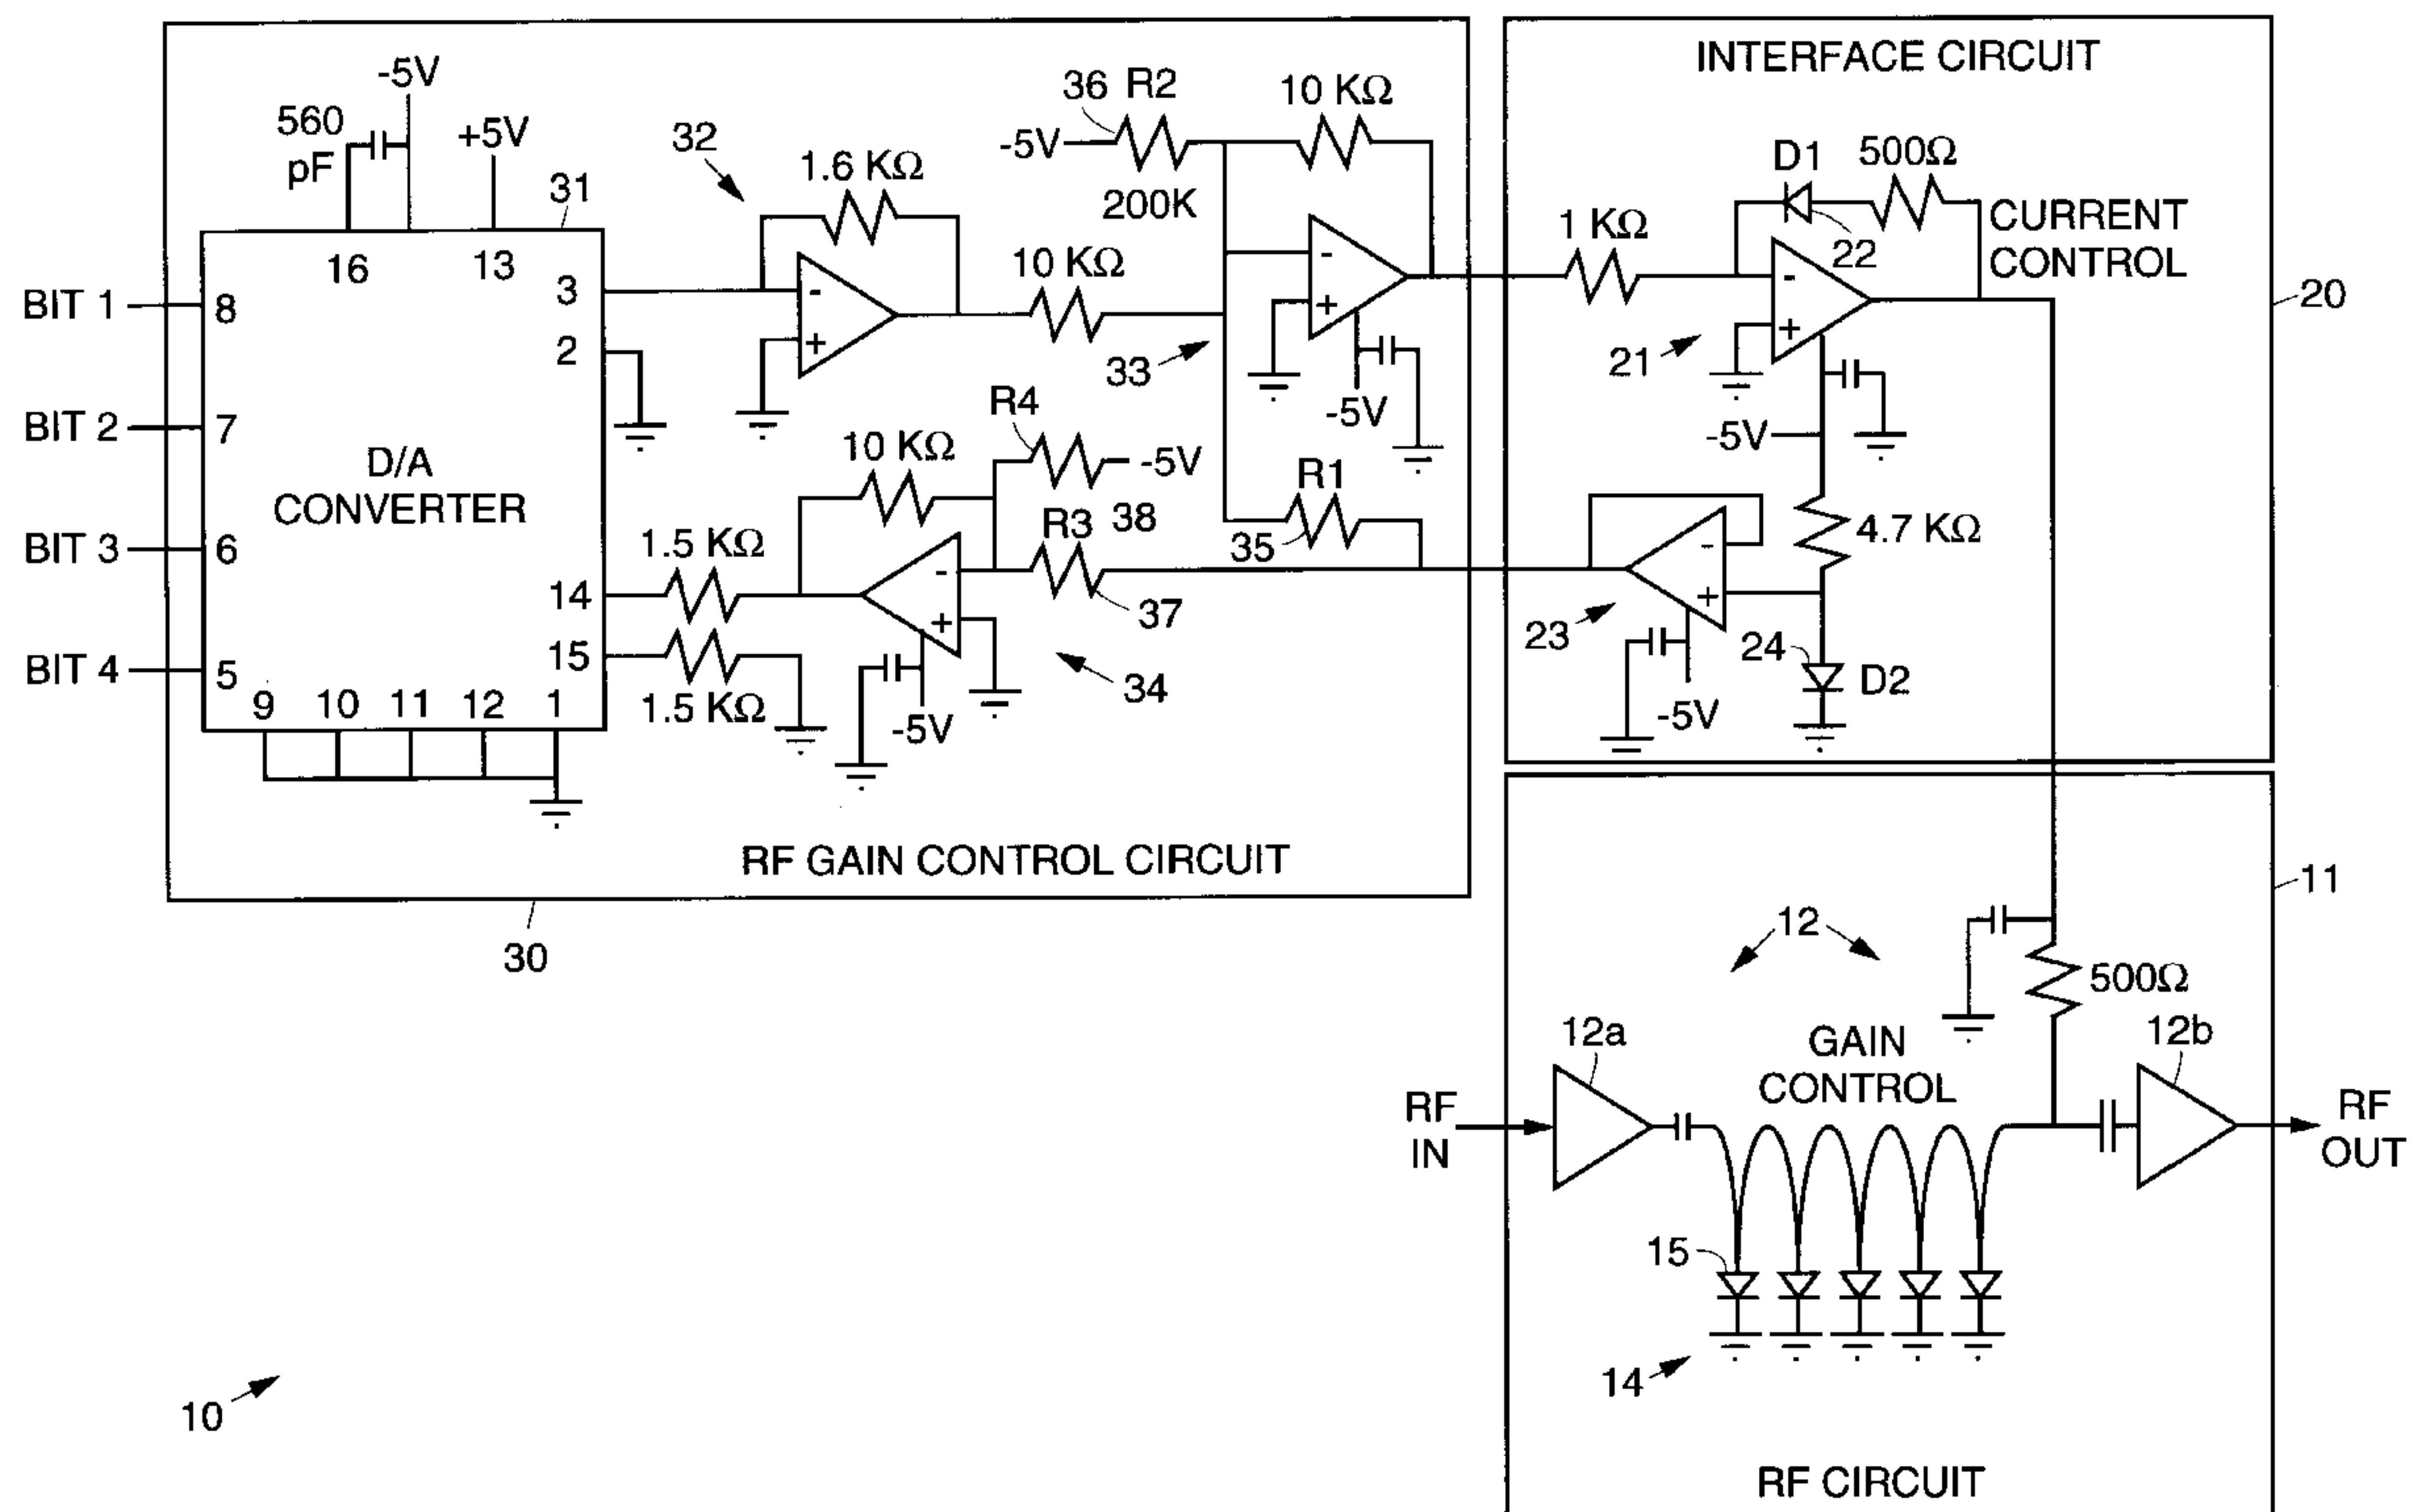 -5V
560
pF
+5V
31
16
13
BIT 1
8
BIT 2
7
BIT 3
6
BIT 4
5
D/A
CONVERTER
3
2
14
15
9
10
11
12
1
32
1.6 KΩ
-
+
10 KΩ
36
R2
-5V
200K
10 KΩ
-
+
33
-5V
R4
10 KΩ
-5V
38
R3
R1
35
1.5 KΩ
-
+
37
1.5 KΩ
-5V
34
RF GAIN CONTROL CIRCUIT
30
INTERFACE CIRCUIT
D1
500Ω
1 KΩ
22
CURRENT
CONTROL
-
+
21
20
-5V
4.7 KΩ
-
+
23
24
D2
-5V
11
12
500Ω
12a
GAIN
CONTROL
12b
RF
IN
RF
OUT
15
14
10
RF CIRCUIT